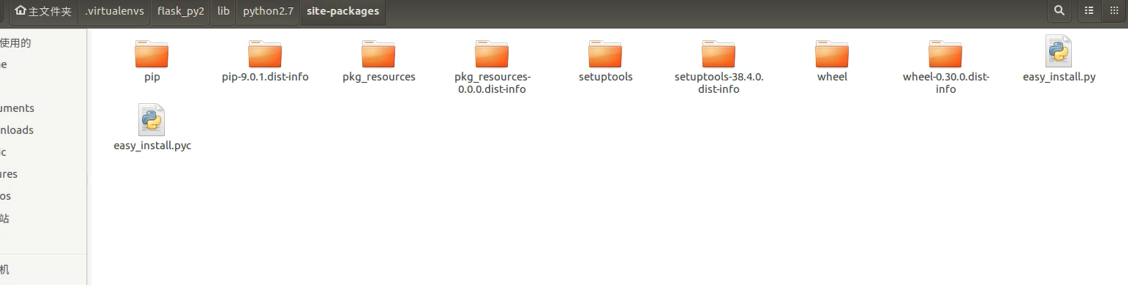 主文件夹 .virtualenvs flask_py2 lib python2.7 site-packages
使用的
me
uments
nloads
ic
ures
os
站
机
pip
pip-9.0.1.dist-info
pkg_resources
pkg_resources-
0.0.0.dist-info
setuptools
setuptools-38.4.0.
dist-info
wheel
wheel-0.30.0.dist-
info
easy_install.py
easy_install.pyc